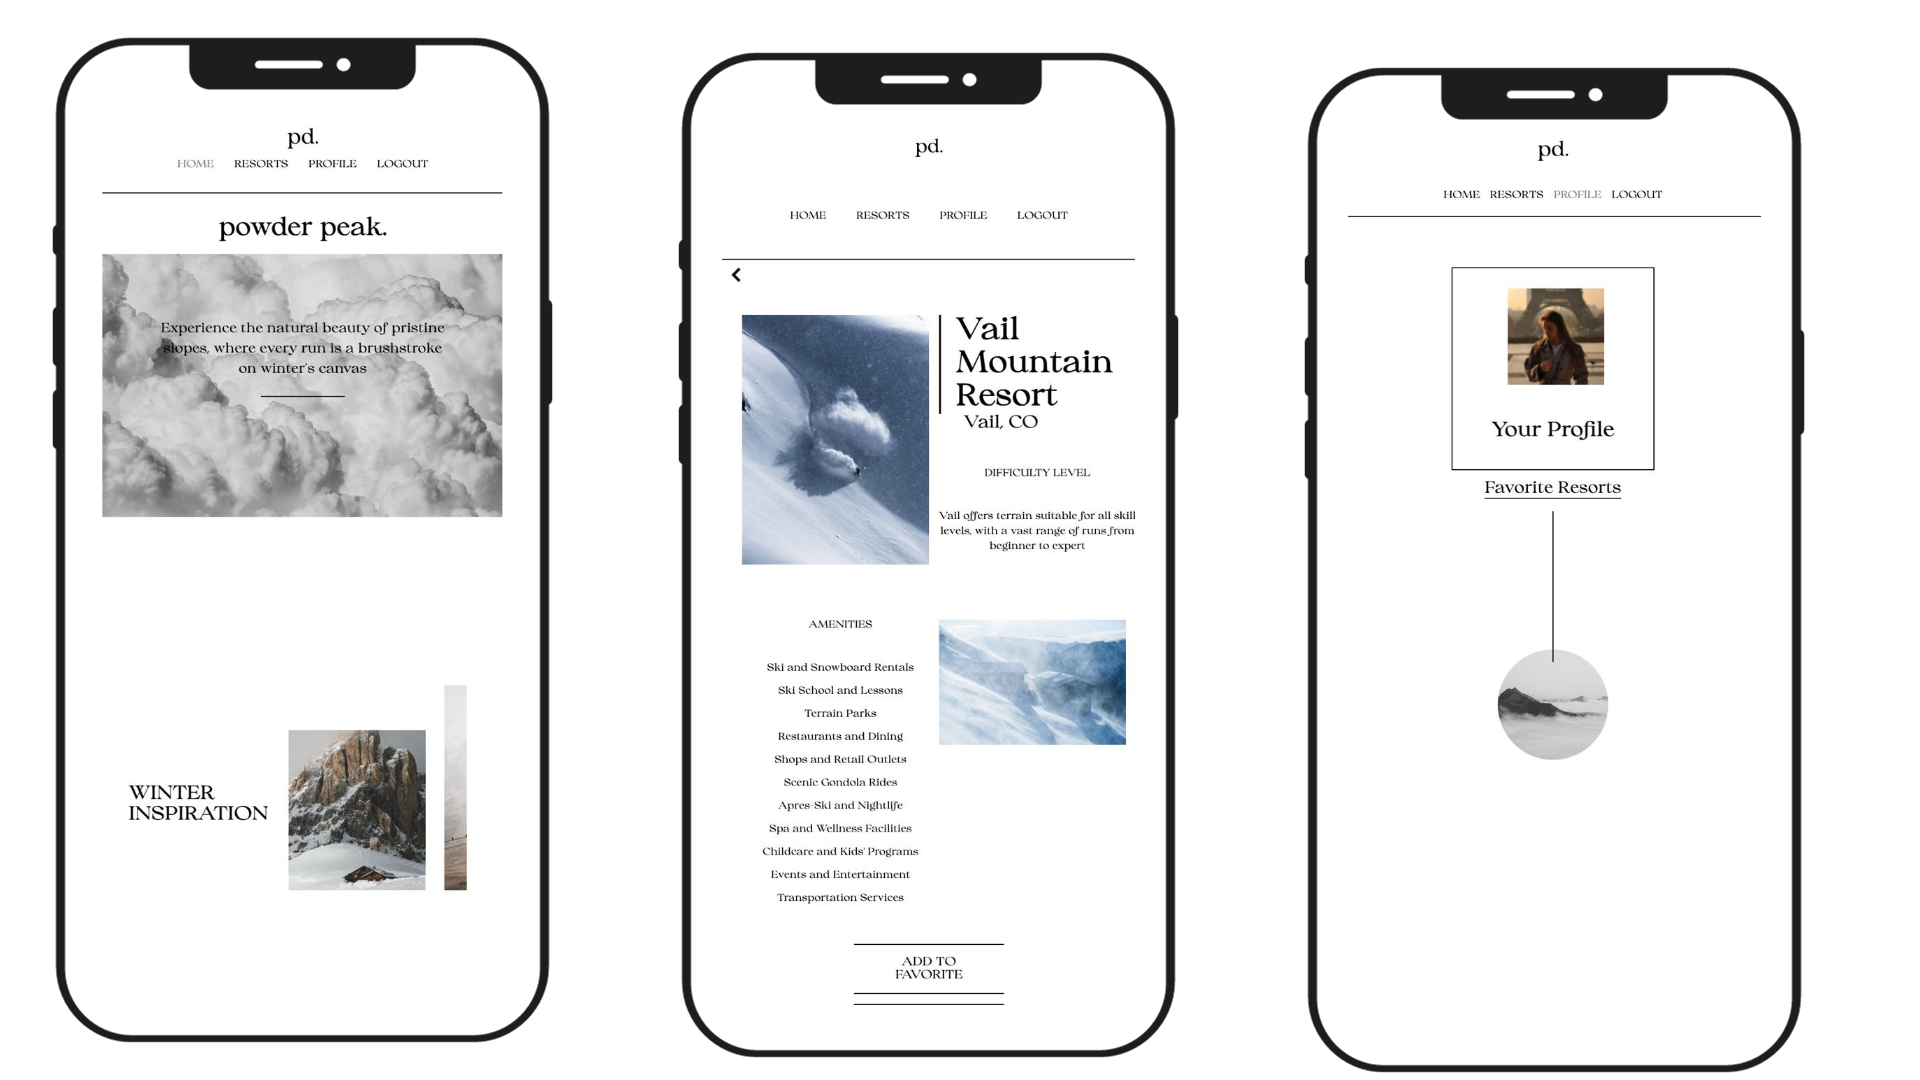 pd.
HOME RESORTS PROFILE LOGOUT
powder peak.
Experience the natural beauty of pristine
slopes, where every run is a brushstroke
on winter's canvas
WINTER
INSPIRATION
pd.
HOME RESORTS PROFILE LOGOUT
Vail
Mountain
Resort
Vail, CO
DIFFICULTY LEVEL
Vail offers terrain suitable for all skill
levels, with a vast range of runs from
beginner to expert
AMENITIES
Ski and Snowboard Rentals
Ski School and Lessons
Terrain Parks
Restaurants and Dining
Shops and Retail Outlets
Scenic Gondola Rides
Apres-Ski and Nightlife
Spa and Wellness Facilities
Childcare and Kids' Programs
Events and Entertainment
Transportation Services
ADD TO
FAVORITE
pd.
HOME RESORTS PROFILE LOGOUT
Your Profile
Favorite Resorts